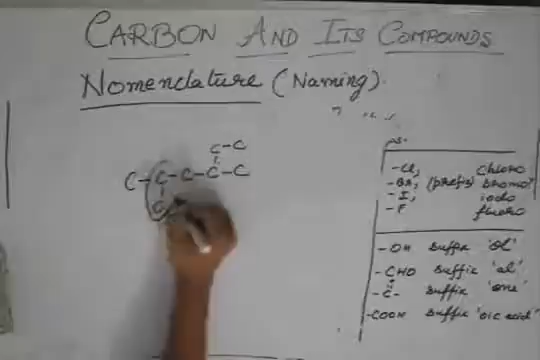 CARBON AND ITS COMPOUNDS
Nomenclature (Naming)
C-C
C-C-C-C-C
C
-Cl, chloro
-Br, (prefix) bromo
-I, iodo
-F fluoro
-OH suffix 'ol'
-CHO suffix 'al'
-C- suffix 'one'
-COOH suffix 'oic acid'